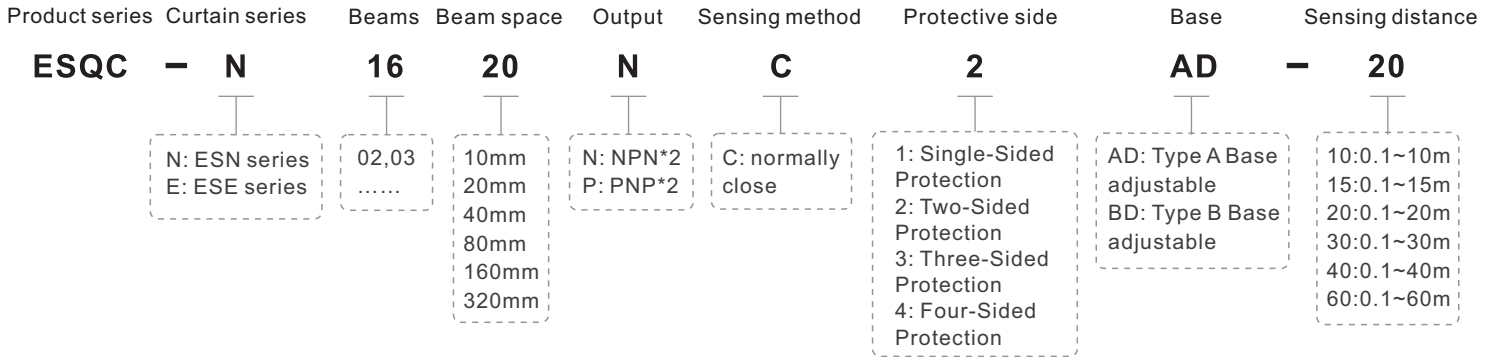 Product series Curtain series Beams Beam space Output Sensing method Protective side Base Sensing distance
ESQC – N 16 20 N C 2 AD – 20
N: ESN series
E: ESE series
02,03
……
10mm
20mm
40mm
80mm
160mm
320mm
N: NPN*2
P: PNP*2
C: normally
close
1: Single-Sided
Protection
2: Two-Sided
Protection
3: Three-Sided
Protection
4: Four-Sided
Protection
AD: Type A Base
adjustable
BD: Type B Base
adjustable
10:0.1~10m
15:0.1~15m
20:0.1~20m
30:0.1~30m
40:0.1~40m
60:0.1~60m